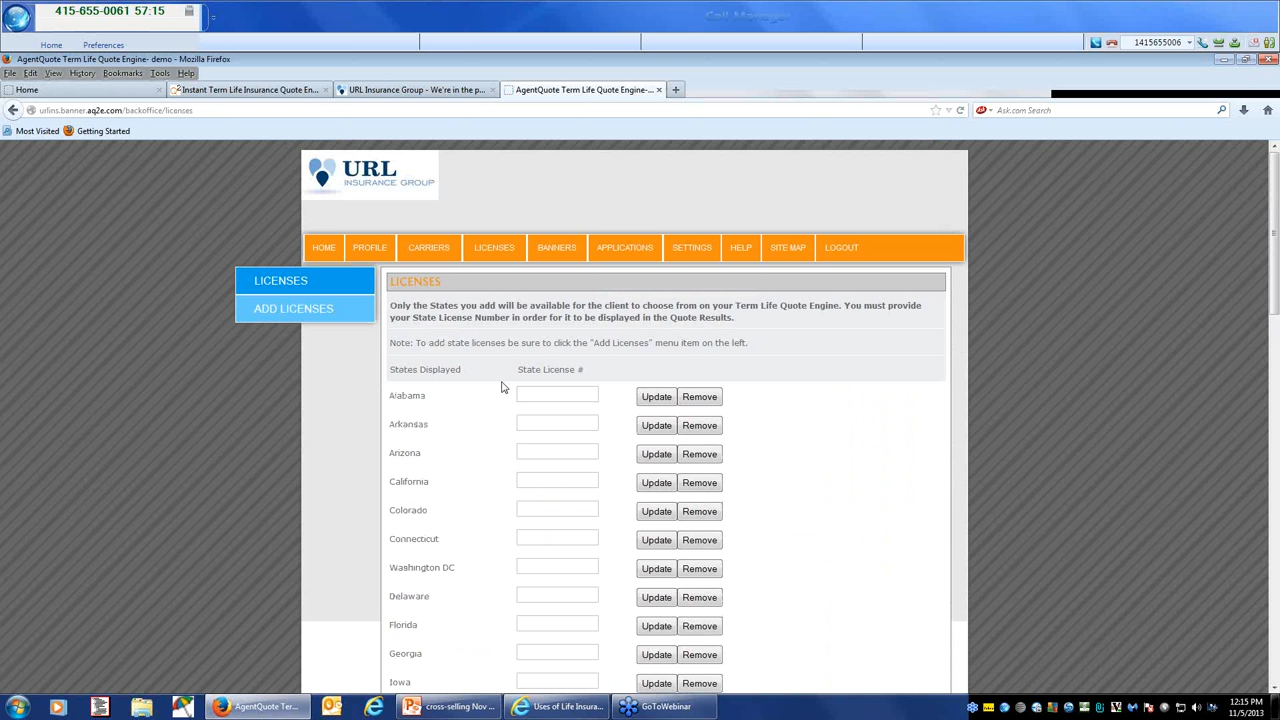 415-655-0061 57:15
Call Manager
Home Preferences
1415655006
AgentQuote Term Life Quote Engine- demo - Mozilla Firefox
File Edit View History Bookmarks Tools Help
Home
Instant Term Life Insurance Quote En...
URL Insurance Group - We're in the p...
AgentQuote Term Life Quote Engine-...
urlins.banner.aq2e.com/backoffice/licenses
Ask.com Search
Most Visited Getting Started
URL
INSURANCE GROUP
HOME PROFILE CARRIERS LICENSES BANNERS APPLICATIONS SETTINGS HELP SITE MAP LOGOUT
LICENSES
ADD LICENSES
LICENSES
Only the States you add will be available for the client to choose from on your Term Life Quote Engine. You must provide
your State License Number in order for it to be displayed in the Quote Results.
Note: To add state licenses be sure to click the "Add Licenses" menu item on the left.
States Displayed State License #
Alabama Update Remove
Arkansas Update Remove
Arizona Update Remove
California Update Remove
Colorado Update Remove
Connecticut Update Remove
Washington DC Update Remove
Delaware Update Remove
Florida Update Remove
Georgia Update Remove
Iowa Update Remove
AgentQuote Ter...
cross-selling Nov ...
Uses of Life Insura...
GoToWebinar
12:15 PM
11/5/2013